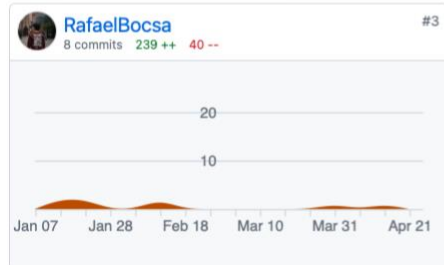 RafaelBocsa
#3
8 commits 239 ++ 40 --
20
10
Jan 07 Jan 28 Feb 18 Mar 10 Mar 31 Apr 21